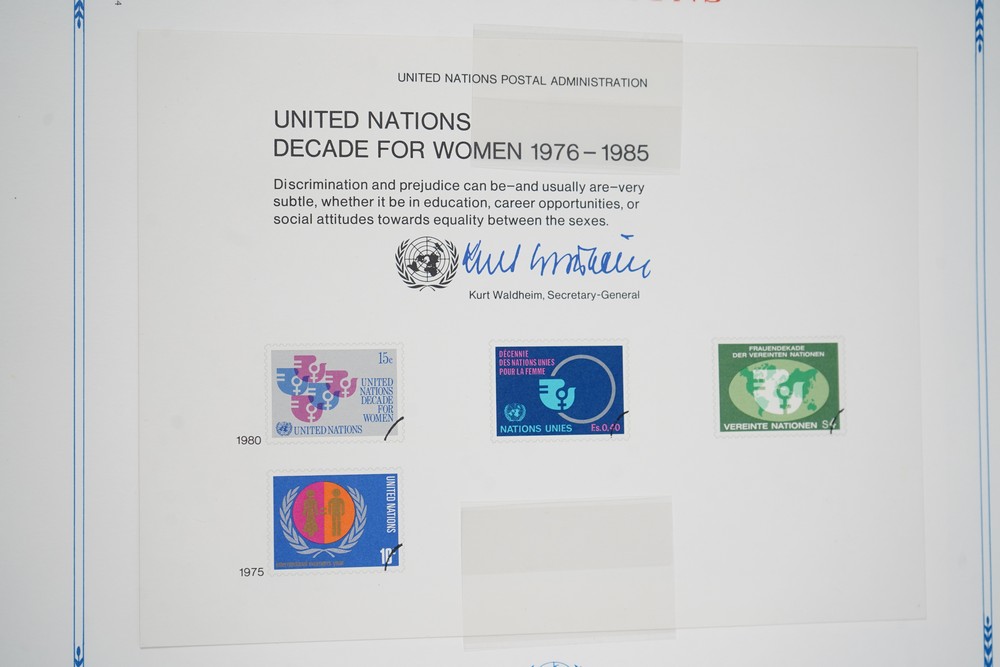 UNITED NATIONS POSTAL ADMINISTRATION
UNITED NATIONS
DECADE FOR WOMEN 1976–1985
Discrimination and prejudice can be–and usually are–very
subtle, whether it be in education, career opportunities, or
social attitudes towards equality between the sexes.
Kurt Waldheim
Kurt Waldheim, Secretary-General
15c
UNITED
NATIONS
DECADE
FOR
WOMEN
UNITED NATIONS
1980
DÉCENNIE
DES NATIONS UNIES
POUR LA FEMME
NATIONS UNIES
Fs.0,40
FRAUENDEKADE
DER VEREINTEN NATIONEN
VEREINTE NATIONEN
UNITED NATIONS
1975